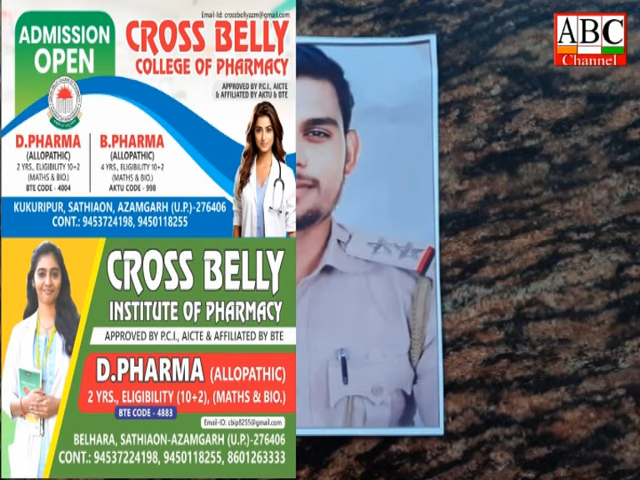 Email-Id: crossbellyazm@gmail.com
ADMISSION
OPEN
CROSS BELLY
COLLEGE OF PHARMACY
APPROVED BY P.C.I., AICTE
& AFFILIATED BY AKTU & BTE
D.PHARMA
(ALLOPATHIC)
2 YRS., ELIGIBILITY 10+2
(MATHS & BIO.)
BTE CODE - 4004
B.PHARMA
(ALLOPATHIC)
4 YRS., ELIGIBILITY 10+2
(MATHS & BIO.)
AKTU CODE - 998
KUKURIPUR, SATHIAON, AZAMGARH (U.P.)-276406
CONT.: 9453724198, 9450118255
CROSS BELLY
INSTITUTE OF PHARMACY
APPROVED BY P.C.I., AICTE & AFFILIATED BY BTE
D.PHARMA (ALLOPATHIC)
2 YRS., ELIGIBILITY (10+2), (MATHS & BIO.)
BTE CODE - 4883
Email-ID: cbip8255@gmail.com
BELHARA, SATHIAON-AZAMGARH (U.P.)-276406
CONT.: 94537224198, 9450118255, 8601263333
ABC
Channel